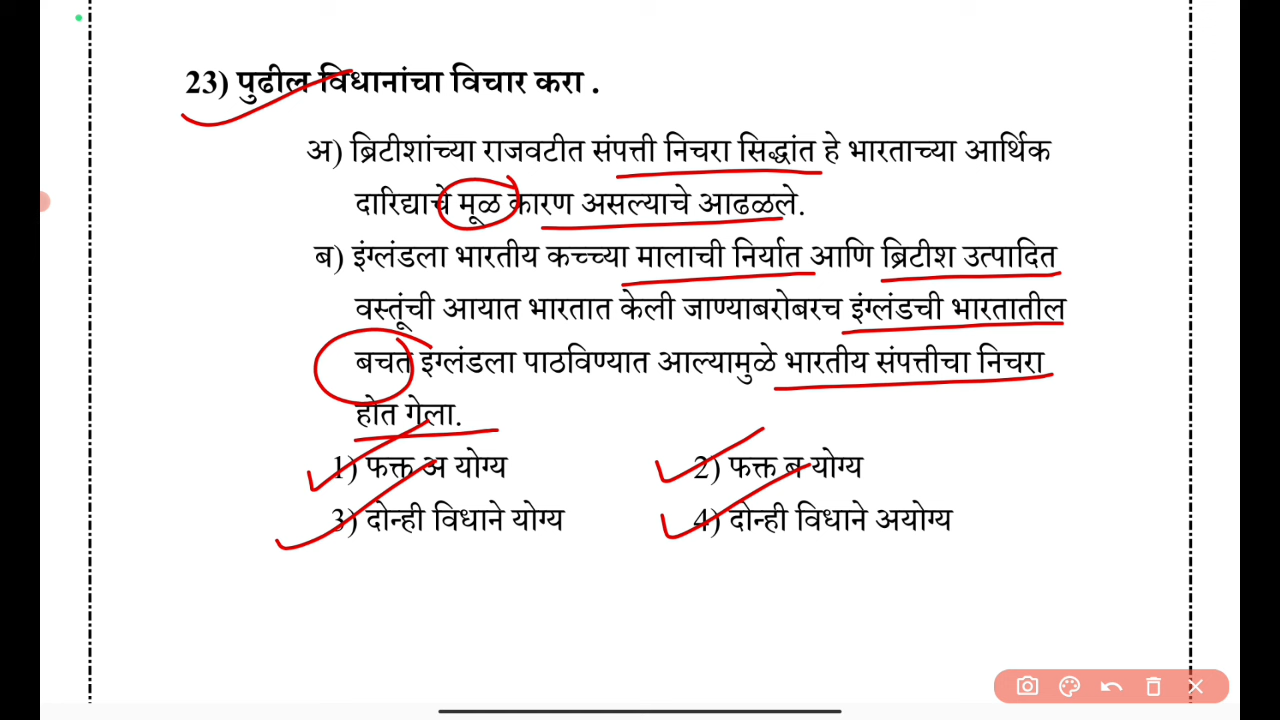 23) पुढील विधानांचा विचार करा .
अ) ब्रिटीशांच्या राजवटीत संपत्ती निचरा सिद्धांत हे भारताच्या आर्थिक
दारिद्याचे मूळ कारण असल्याचे आढळले.
ब) इंग्लंडला भारतीय कच्च्या मालाची निर्यात आणि ब्रिटीश उत्पादित
वस्तूंची आयात भारतात केली जाण्याबरोबरच इंग्लंडची भारतातील
बचत इंग्लंडला पाठविण्यात आल्यामुळे भारतीय संपत्तीचा निचरा
होत गेला.
1) फक्त अ योग्य 2) फक्त ब योग्य
3) दोन्ही विधाने योग्य 4) दोन्ही विधाने अयोग्य